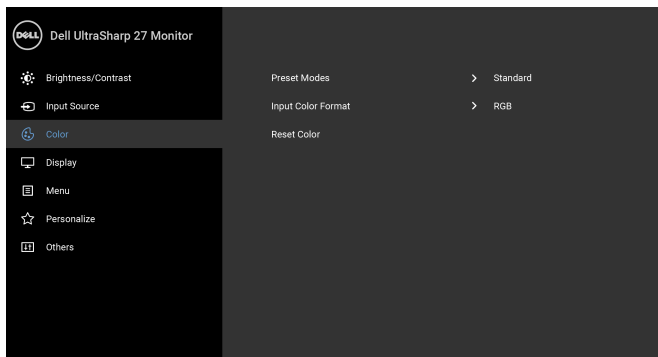 DELL Dell UltraSharp 27 Monitor
Brightness/Contrast
Preset Modes Standard
Input Source
Input Color Format RGB
Color
Reset Color
Display
Menu
Personalize
Others